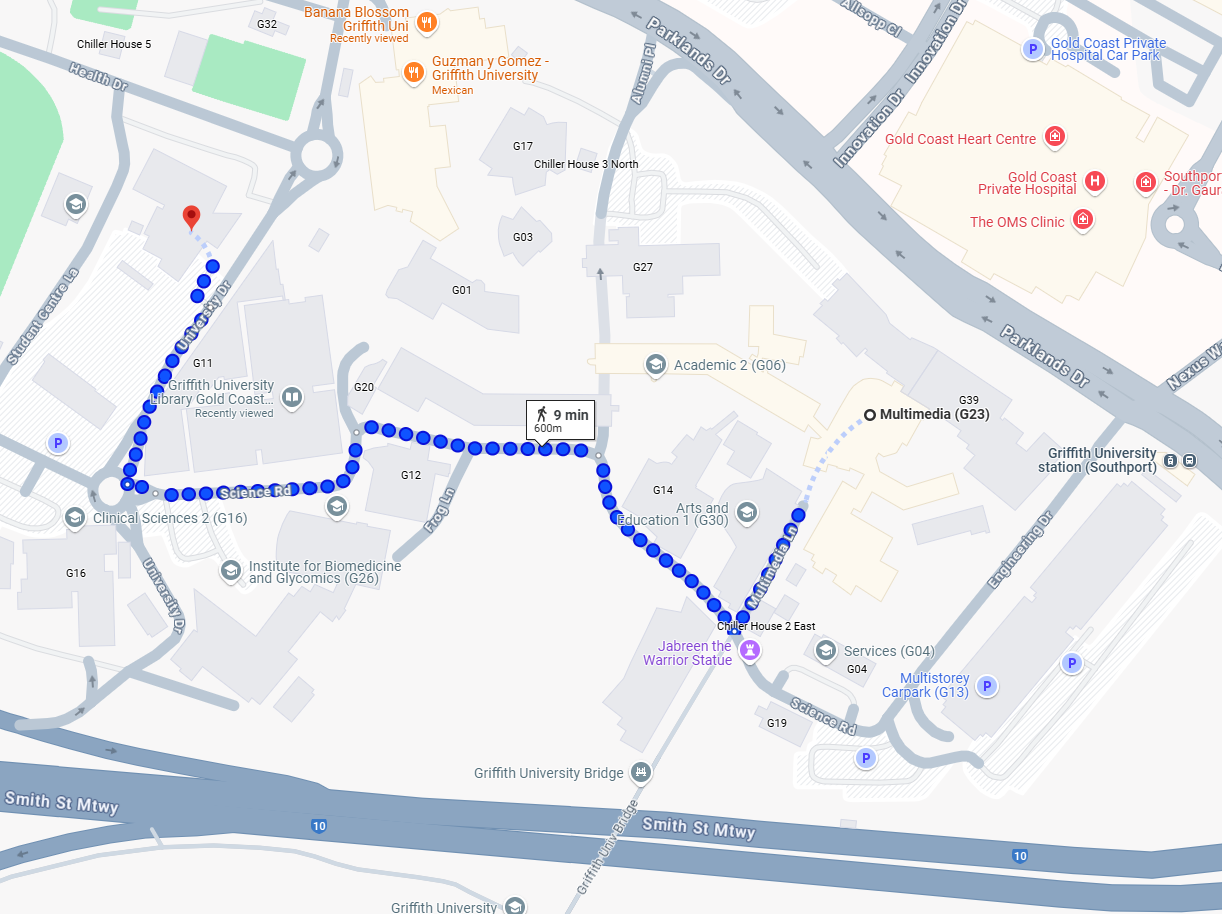 Banana Blossom
Griffith Uni
Recently viewed
G32
Chiller House 5
Health Dr
Guzman y Gomez -
Griffith University
Mexican
Alumni Pl
Parklands Dr
Allsopp Cl
Innovation Dr
Innovation Dr
P
Gold Coast Private
Hospital Car Park
Gold Coast Heart Centre
G17
Chiller House 3 North
Gold Coast
Private Hospital
H
Southport
- Dr. Gaur
The OMS Clinic
G03
G27
G01
Student Centre La
University Dr
G11
Academic 2 (G06)
Parklands Dr
Nexus W
G20
Griffith University
Library Gold Coast...
Recently viewed
9 min
600m
Multimedia (G23)
G39
P
Griffith University
station (Southport)
G12
G14
Science Rd
Frog Ln
Arts and
Education 1 (G30)
Clinical Sciences 2 (G16)
Multimedia Ln
Engineering Dr
G16
Institute for Biomedicine
and Glycomics (G26)
University Dr
Chiller House 2 East
Jabreen the
Warrior Statue
Services (G04)
G04
P
Multistorey
Carpark (G13)
P
Science Rd
G19
P
Griffith University Bridge
Smith St Mtwy
10
Smith St Mtwy
10
Griffith Univ Bridge
Griffith University